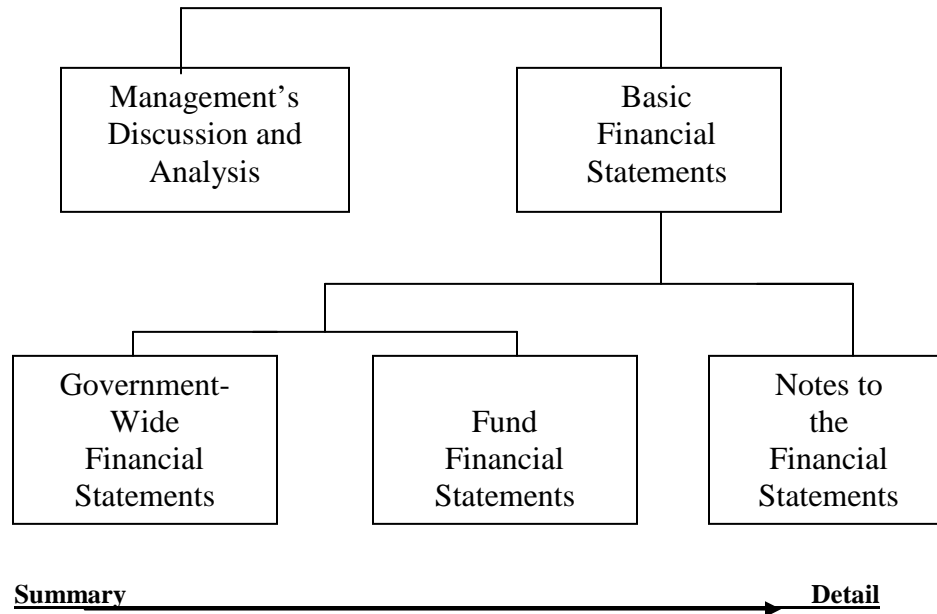 Management’s
Discussion and
Analysis
Basic
Financial
Statements
Government-
Wide
Financial
Statements
Fund
Financial
Statements
Notes to
the
Financial
Statements
Summary Detail